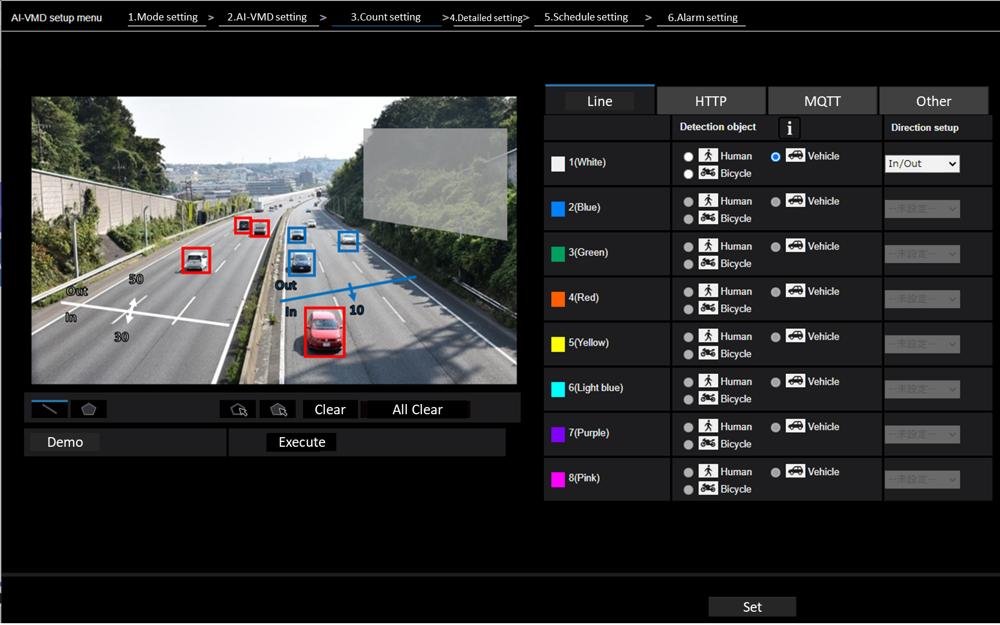 AI-VMD setup menu 1.Mode setting > 2.AI-VMD setting > 3.Count setting >4.Detailed setting> 5.Schedule setting > 6.Alarm setting
Line HTTP MQTT Other
Detection object i Direction setup
1(White) Human Vehicle In/Out
Bicycle
2(Blue) Human Vehicle --未設定--
Bicycle
3(Green) Human Vehicle --未設定--
Bicycle
4(Red) Human Vehicle --未設定--
Bicycle
5(Yellow) Human Vehicle --未設定--
Bicycle
6(Light blue) Human Vehicle --未設定--
Bicycle
7(Purple) Human Vehicle --未設定--
Bicycle
8(Pink) Human Vehicle --未設定--
Bicycle
50
Out
In
30
Out
In
10
Clear All Clear
Demo Execute
Set